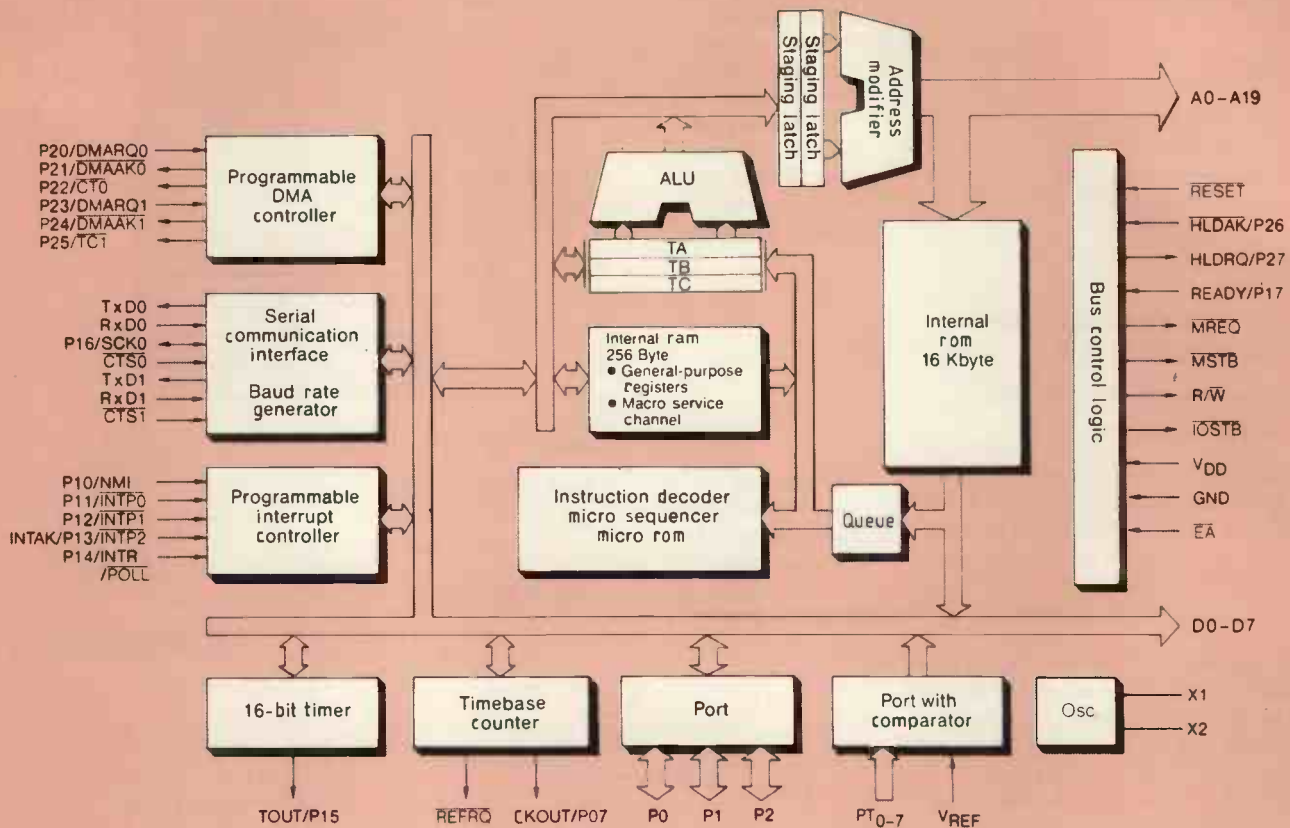 Staging latch
Staging latch
Address modifier
A0-A19
P20/DMARQ0
P21/DMAAK0
P22/CT0
P23/DMARQ1
P24/DMAAK1
P25/TC1
Programmable
DMA
controller
ALU
TA
TB
TC
RESET
HLDAK/P26
HLDRQ/P27
READY/P17
MREQ
MSTB
R/W
IOSTB
VDD
GND
EA
Bus control logic
TxD0
RxD0
P16/SCK0
CTS0
TxD1
RxD1
CTS1
Serial
communication
interface
Baud rate
generator
Internal ram
256 Byte
● General-purpose
registers
● Macro service
channel
Internal
rom
16 Kbyte
P10/NMI
P11/INTP0
P12/INTP1
INTAK/P13/INTP2
P14/INTR
/POLL
Programmable
interrupt
controller
Instruction decoder
micro sequencer
micro rom
Queue
D0-D7
16-bit timer
Timebase
counter
Port
Port with
comparator
Osc
X1
X2
TOUT/P15
REFRQ
CKOUT/P07
P0
P1
P2
PT0-7
VREF